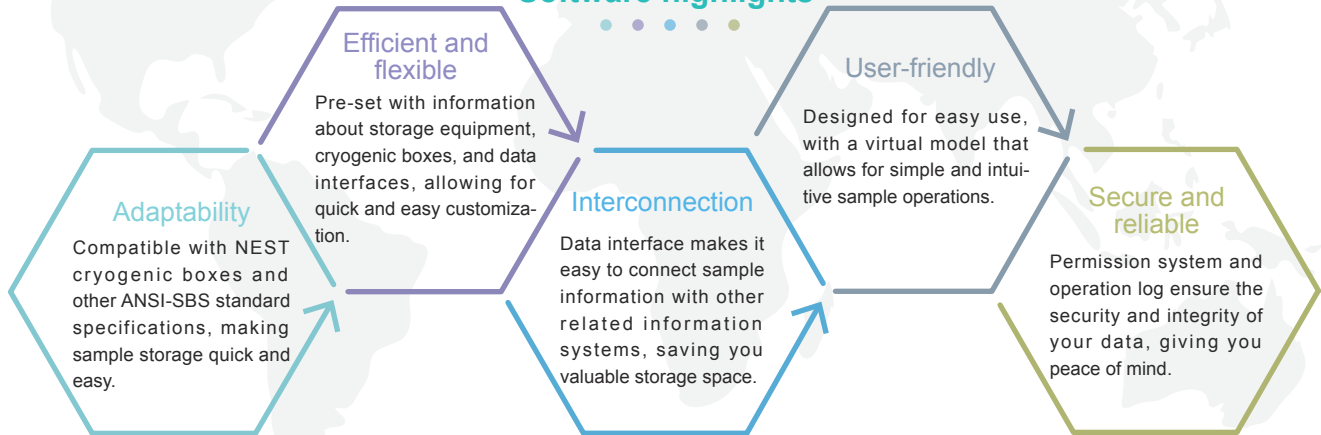 Software highlights
Efficient and
flexible
Pre-set with information
about storage equipment,
cryogenic boxes, and data
interfaces, allowing for
quick and easy customiza-
tion.
User-friendly
Designed for easy use,
with a virtual model that
allows for simple and intui-
tive sample operations.
Adaptability
Compatible with NEST
cryogenic boxes and
other ANSI-SBS standard
specifications, making
sample storage quick and
easy.
Interconnection
Data interface makes it
easy to connect sample
information with other
related information
systems, saving you
valuable storage space.
Secure and
reliable
Permission system and
operation log ensure the
security and integrity of
your data, giving you
peace of mind.